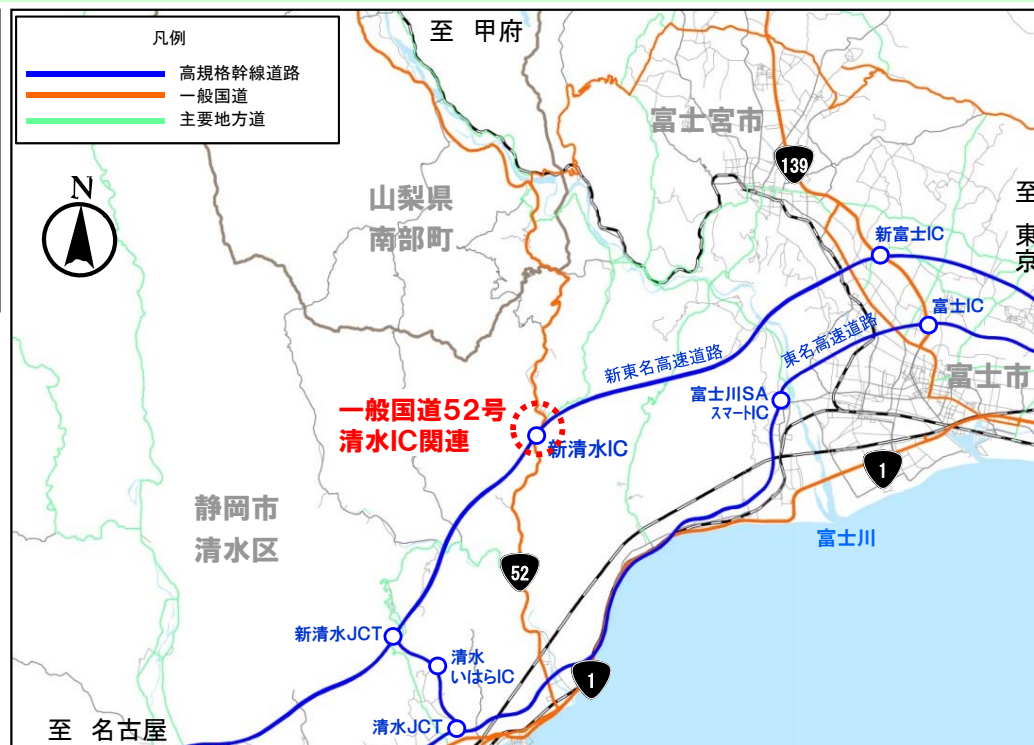 凡例
高規格幹線道路
一般国道
主要地方道
N
至 甲府
富士宮市
139
山梨県
南部町
至
東
京
新富士IC
富士IC
新東名高速道路
東名高速道路
富士市
富士川SA
スマートIC
一般国道52号
清水IC関連
新清水IC
1
静岡市
清水区
富士川
52
新清水JCT
清水
いはらIC
1
清水JCT
至 名古屋